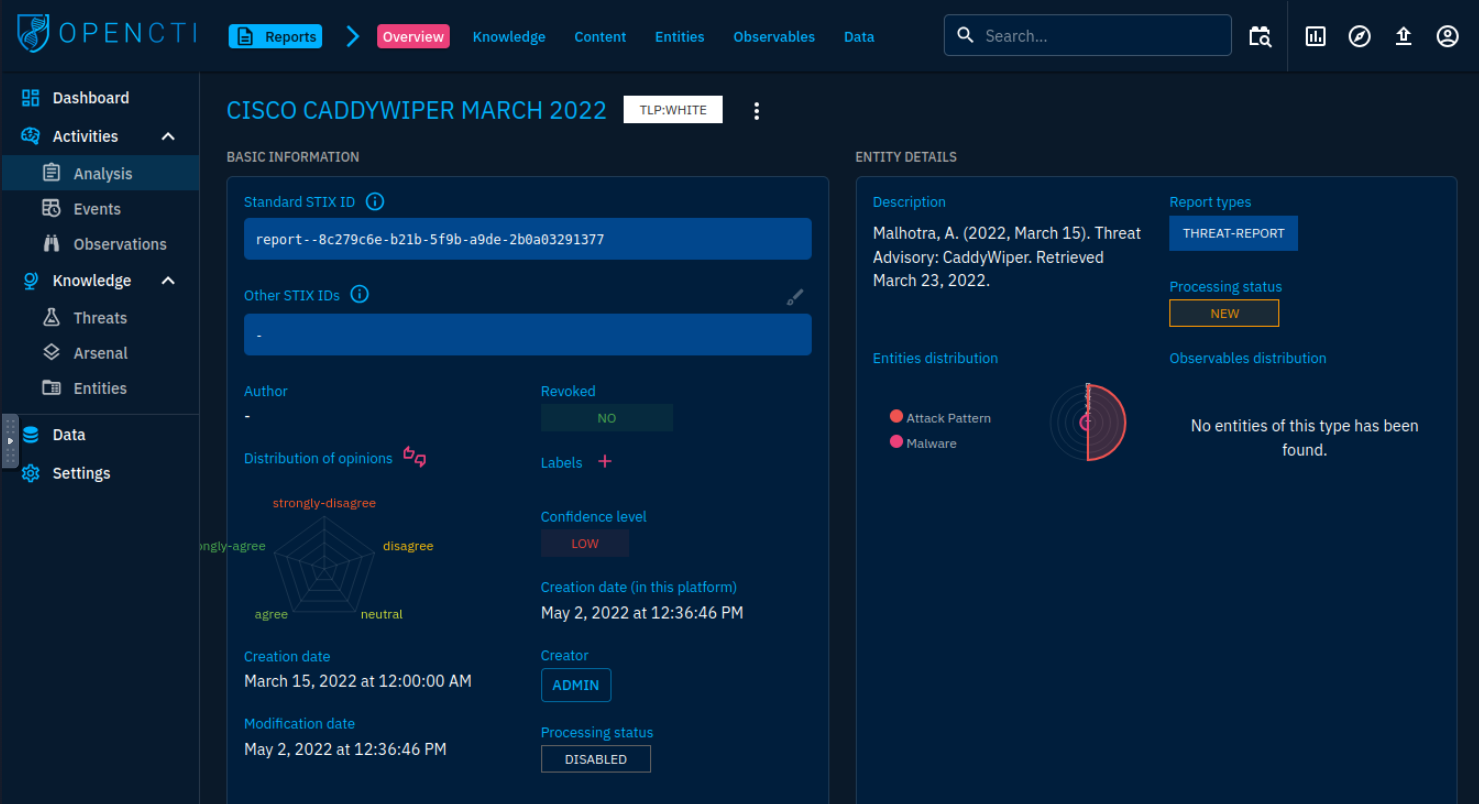 OPENCTI
Reports
Overview
Knowledge
Content
Entities
Observables
Data
Search...
Dashboard
Activities
Analysis
Events
Observations
Knowledge
Threats
Arsenal
Entities
Data
Settings
CISCO CADDYWIPER MARCH 2022
TLP:WHITE
BASIC INFORMATION
Standard STIX ID
report--8c279c6e-b21b-5f9b-a9de-2b0a03291377
Other STIX IDs
-
Author
-
Revoked
NO
Distribution of opinions
Labels
strongly-disagree
ongly-agree
disagree
agree
neutral
Confidence level
LOW
Creation date (in this platform)
May 2, 2022 at 12:36:46 PM
Creation date
March 15, 2022 at 12:00:00 AM
Creator
ADMIN
Modification date
May 2, 2022 at 12:36:46 PM
Processing status
DISABLED
ENTITY DETAILS
Description
Malhotra, A. (2022, March 15). Threat
Advisory: CaddyWiper. Retrieved
March 23, 2022.
Report types
THREAT-REPORT
Processing status
NEW
Entities distribution
Attack Pattern
Malware
Observables distribution
No entities of this type has been
found.